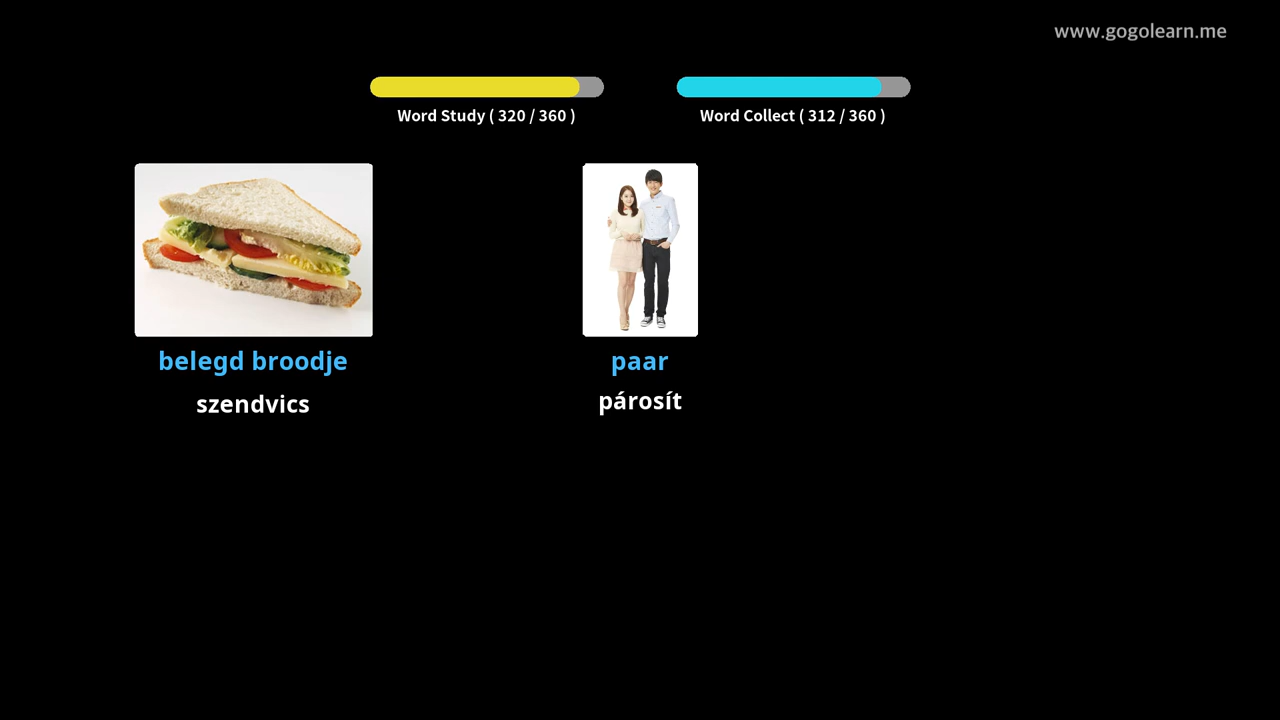 www.gogolearn.me
Word Study ( 320 / 360 )
Word Collect ( 312 / 360 )
belegd broodje
szendvics
paar
párosít